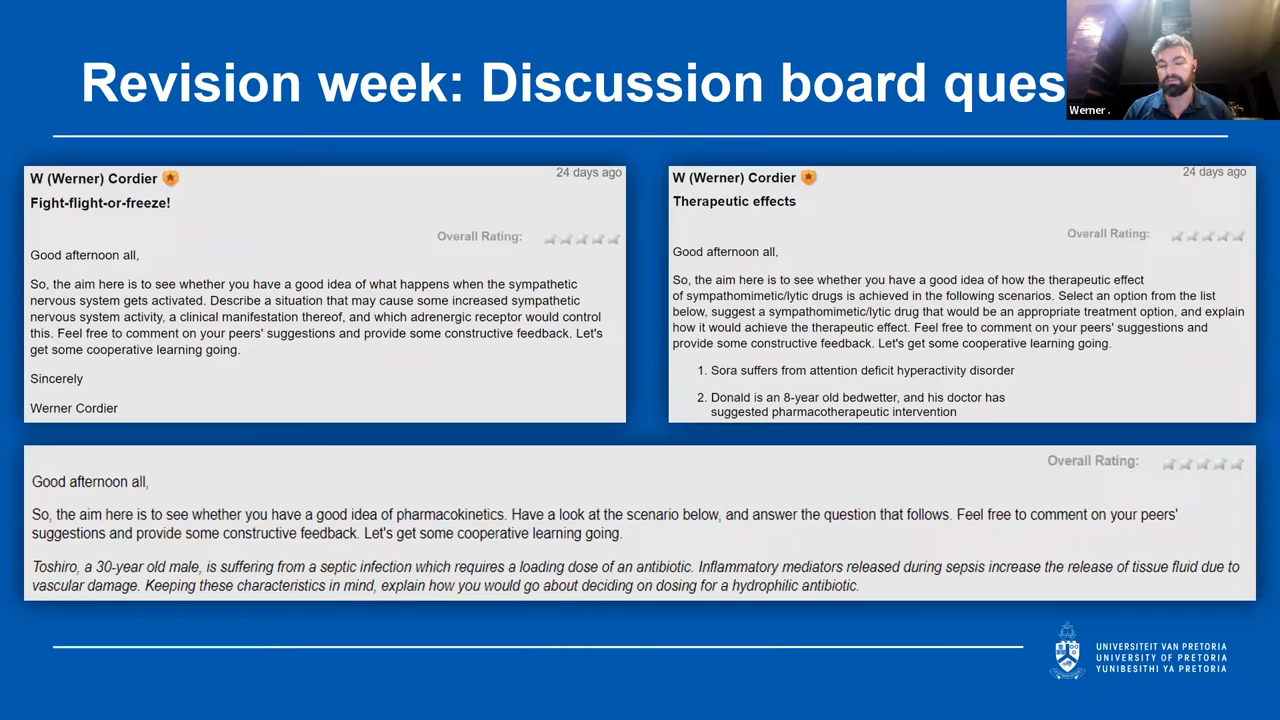 Revision week: Discussion board ques
Werner .
W (Werner) Cordier
24 days ago
Fight-flight-or-freeze!
Overall Rating:
Good afternoon all,
So, the aim here is to see whether you have a good idea of what happens when the sympathetic
nervous system gets activated. Describe a situation that may cause some increased sympathetic
nervous system activity, a clinical manifestation thereof, and which adrenergic receptor would control
this. Feel free to comment on your peers' suggestions and provide some constructive feedback. Let's
get some cooperative learning going.
Sincerely
Werner Cordier
W (Werner) Cordier
24 days ago
Therapeutic effects
Overall Rating:
Good afternoon all,
So, the aim here is to see whether you have a good idea of how the therapeutic effect
of sympathomimetic/lytic drugs is achieved in the following scenarios. Select an option from the list
below, suggest a sympathomimetic/lytic drug that would be an appropriate treatment option, and explain
how it would achieve the therapeutic effect. Feel free to comment on your peers' suggestions and
provide some constructive feedback. Let's get some cooperative learning going.
1. Sora suffers from attention deficit hyperactivity disorder
2. Donald is an 8-year old bedwetter, and his doctor has
suggested pharmacotherapeutic intervention
Overall Rating:
Good afternoon all,
So, the aim here is to see whether you have a good idea of pharmacokinetics. Have a look at the scenario below, and answer the question that follows. Feel free to comment on your peers'
suggestions and provide some constructive feedback. Let's get some cooperative learning going.
Toshiro, a 30-year old male, is suffering from a septic infection which requires a loading dose of an antibiotic. Inflammatory mediators released during sepsis increase the release of tissue fluid due to
vascular damage. Keeping these characteristics in mind, explain how you would go about deciding on dosing for a hydrophilic antibiotic.
UNIVERSITEIT VAN PRETORIA
UNIVERSITY OF PRETORIA
YUNIBESITHI YA PRETORIA